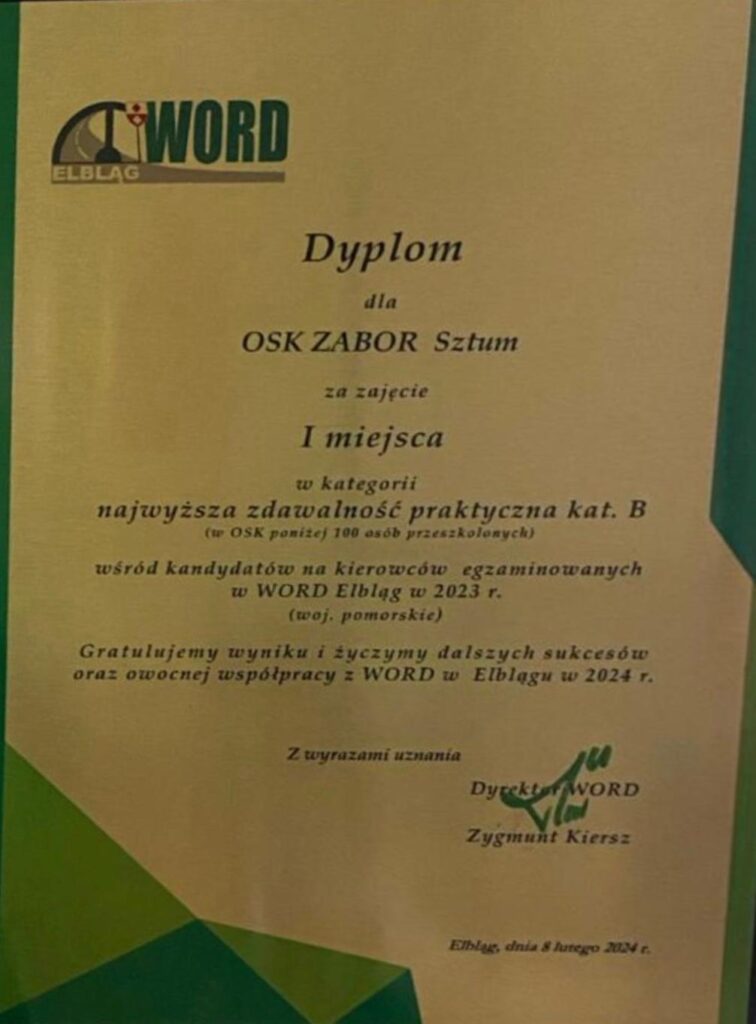 WORD
ELBLĄG
Dyplom
dla
OSK ZABOR Sztum
za zajęcie
I miejsca
w kategorii
najwyższa zdawalność praktyczna kat. B
(w OSK poniżej 100 osób przeszkolonych)
wśród kandydatów na kierowców egzaminowanych
w WORD Elbląg w 2023 r.
(woj. pomorskie)
Gratulujemy wyniku i życzymy dalszych sukcesów
oraz owocnej współpracy z WORD w Elblągu w 2024 r.
Z wyrazami uznania
Dyrektor WORD
Zygmunt Kiersz
Elbląg, dnia 8 lutego 2024 r.